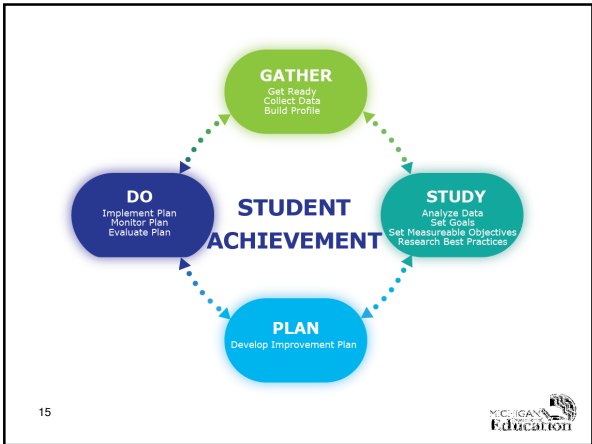 GATHER
Get Ready
Collect Data
Build Profile
DO
Implement Plan
Monitor Plan
Evaluate Plan
STUDENT
ACHIEVEMENT
STUDY
Analyze Data
Set Goals
Set Measureable Objectives
Research Best Practices
PLAN
Develop Improvement Plan
15
MICHIGAN
Education